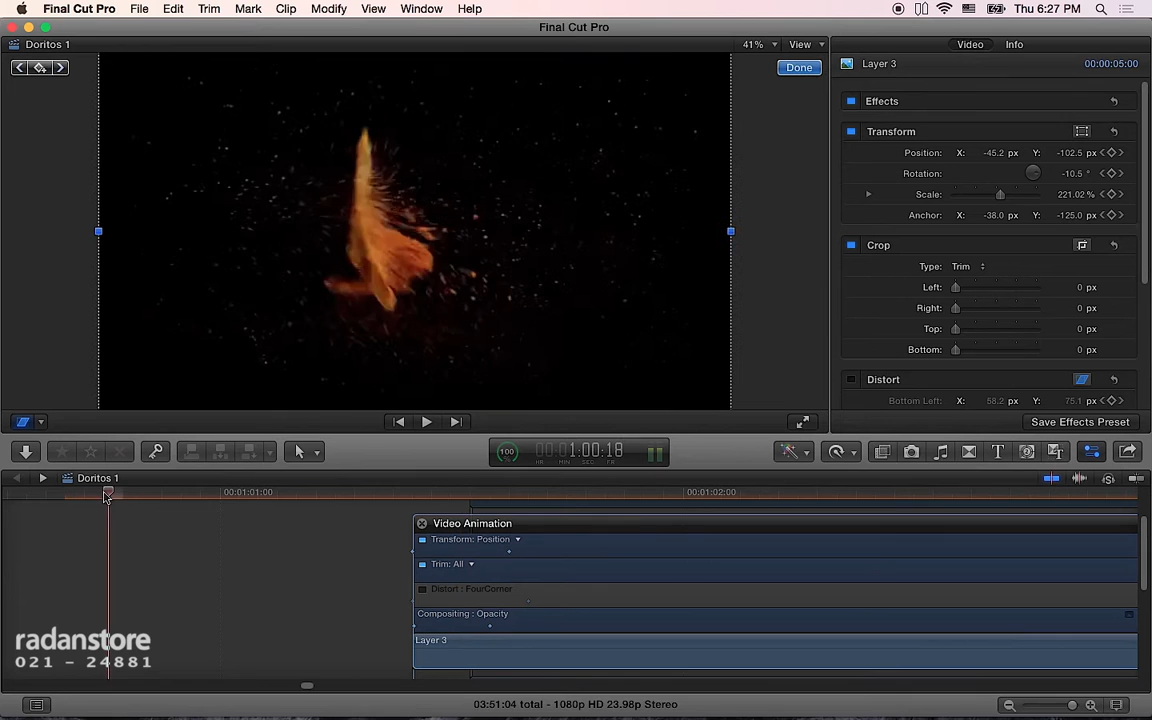 Final Cut Pro File Edit Trim Mark Clip Modify View Window Help Thu 6:27 PM
Final Cut Pro
Doritos 1 41% View Video Info
Done Layer 3 00:00:05:00
Effects
Transform
Position: X: -45.2 px Y: -102.5 px
Rotation: -10.5 °
Scale: 221.02 %
Anchor: X: -38.0 px Y: -125.0 px
Crop
Type: Trim
Left: 0 px
Right: 0 px
Top: 0 px
Bottom: 0 px
Distort
Bottom Left: X: 58.2 px Y: 75.1 px
Save Effects Preset
100 % 00:00:1:00:18
HR MIN SEC FR
Doritos 1
00:01:01:00 00:01:02:00
Video Animation
Transform: Position
Trim: All
Distort : FourCorner
Compositing : Opacity
Layer 3
radanstore
021 - 24881
03:51:04 total - 1080p HD 23.98p Stereo